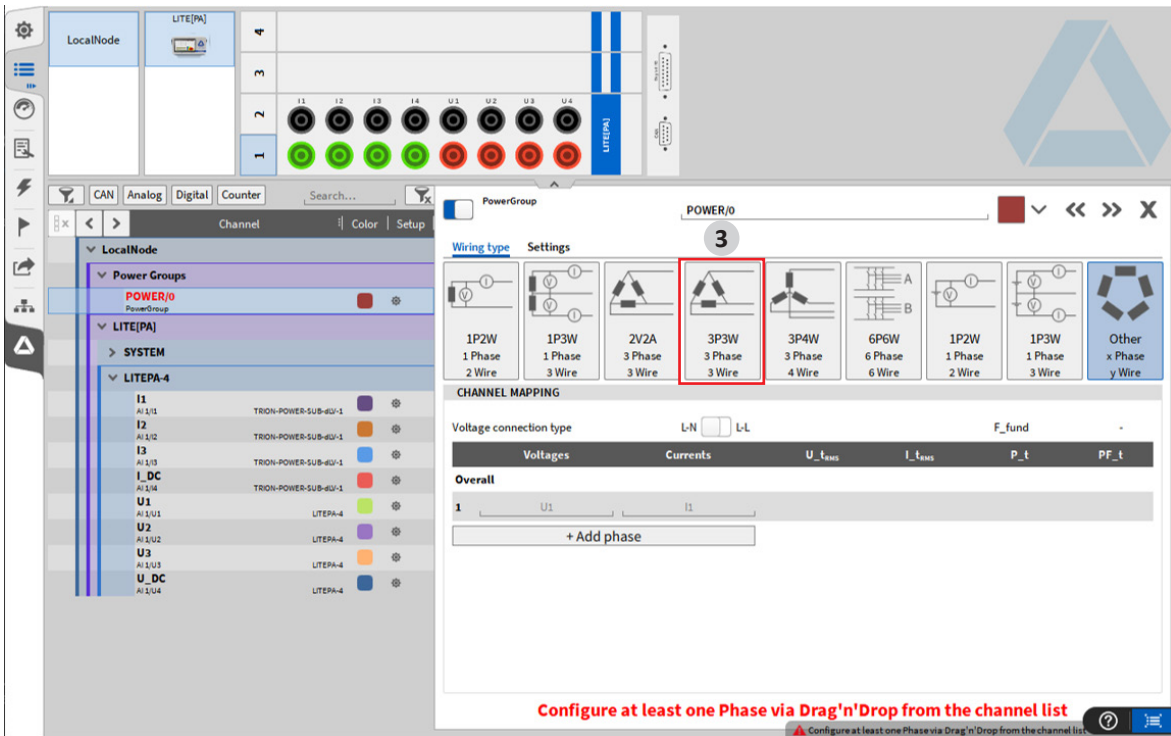 LocalNode
LITE[PA]
4
3
2
1
I1 I2 I3 I4 U1 U2 U3 U4
LITE[PA]
CAN
CAN Analog Digital Counter Search...
Channel Color Setup
LocalNode
Power Groups
POWER/0
PowerGroup
LITE[PA]
SYSTEM
LITEPA-4
I1
AI 1/I1 TRION-POWER-SUB-dLV-1
I2
AI 1/I2 TRION-POWER-SUB-dLV-1
I3
AI 1/I3 TRION-POWER-SUB-dLV-1
I_DC
AI 1/I4 TRION-POWER-SUB-dLV-1
U1
AI 1/U1 LITEPA-4
U2
AI 1/U2 LITEPA-4
U3
AI 1/U3 LITEPA-4
U_DC
AI 1/U4 LITEPA-4
PowerGroup
POWER/0
Wiring type Settings
3
V I V I I A B V I V I I
1P2W 1P3W 2V2A 3P3W 3P4W 6P6W 1P2W 1P3W Other
1 Phase 1 Phase 3 Phase 3 Phase 3 Phase 6 Phase 1 Phase 1 Phase x Phase
2 Wire 3 Wire 3 Wire 3 Wire 4 Wire 6 Wire 2 Wire 3 Wire y Wire
CHANNEL MAPPING
Voltage connection type L-N L-L F_fund -
Voltages Currents U_tRMS I_tRMS P_t PF_t
Overall
1 U1 I1
+ Add phase
Configure at least one Phase via Drag'n'Drop from the channel list
Configure at least one Phase via Drag'n'Drop from the channel list